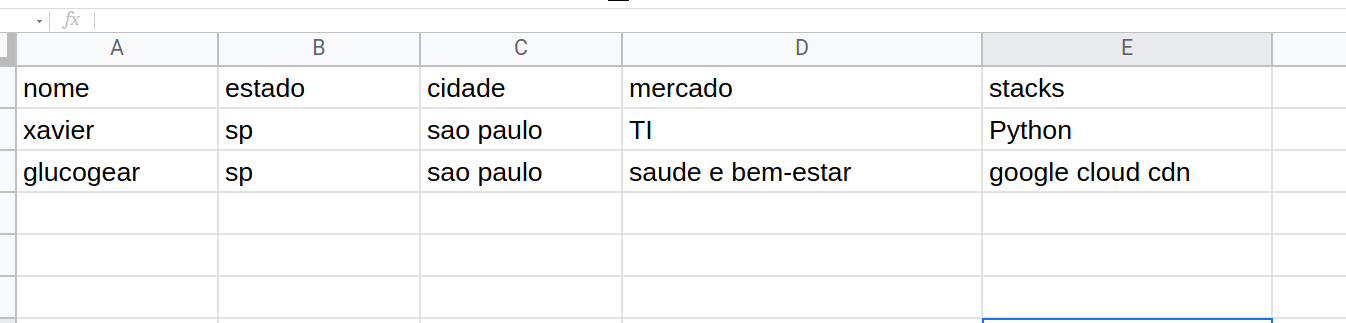 fx
A B C D E
nome estado cidade mercado stacks
xavier sp sao paulo TI Python
glucogear sp sao paulo saude e bem-estar google cloud cdn